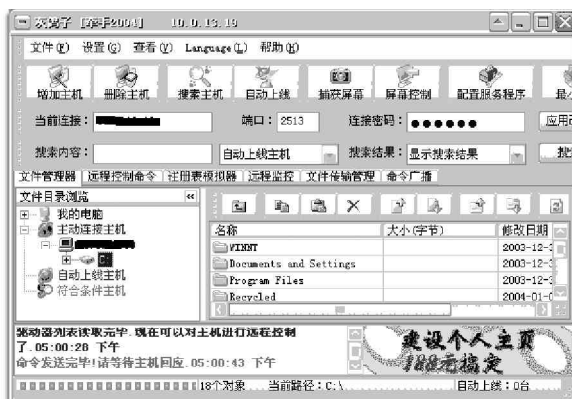 灰鸽子 [牵手2004] 10.0.13.19
文件(F) 设置(G) 查看(V) Language(L) 帮助(H)
增加主机 删除主机 搜索主机 自动上线 捕获屏幕 屏幕控制 配置服务程序 最
当前连接: 端口: 2513 连接密码: ●●●●●● 应用
搜索内容: 自动上线主机 搜索结果: 显示搜索结果
文件管理器 远程控制命令 注册表模拟器 远程监控 文件传输管理 命令广播
文件目录浏览
我的电脑
主动连接主机
C:
自动上线主机
符合条件主机
名称 大小(字节) 修改日期
WINNT 2003-12-3
Documents and Settings 2003-12-3
Program Files 2003-12-3
Recycled 2004-01-0
驱动器列表读取完毕.现在可以对主机进行远程控制
了.05:00:28 下午
命令发送完毕!请等待主机回应.05:00:43 下午
建设个人主页
188元搞定
18个对象 当前路径:C:\ 自动上线:0台